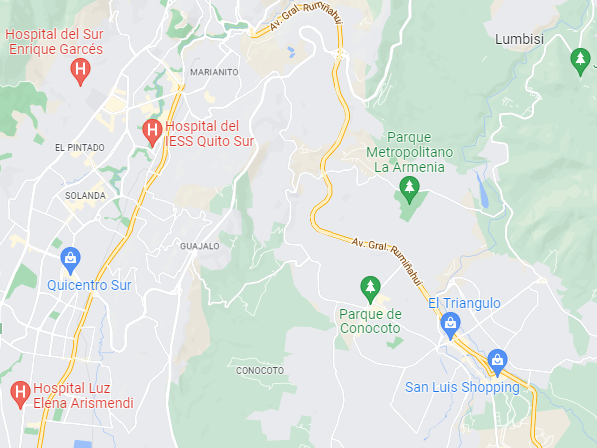 Av. Gral. Rumiñahui
Hospital del Sur
Enrique Garcés
H
Lumbisi
MARIANITO
J
H
Hospital del
IESS Quito Sur
Parque
Metropolitano
La Armenia
EL PINTADO
SOLANDA
GUAJALO
Av. Gral. Rumiñahui
Quicentro Sur
El Triangulo
Parque de
Conocoto
CONOCOTO
San Luis Shopping
H
Hospital Luz
Elena Arismendi